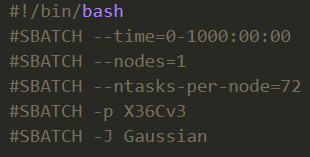 #!/bin/bash
#SBATCH --time=0-1000:00:00
#SBATCH --nodes=1
#SBATCH --ntasks-per-node=72
#SBATCH -p X36Cv3
#SBATCH -J Gaussian